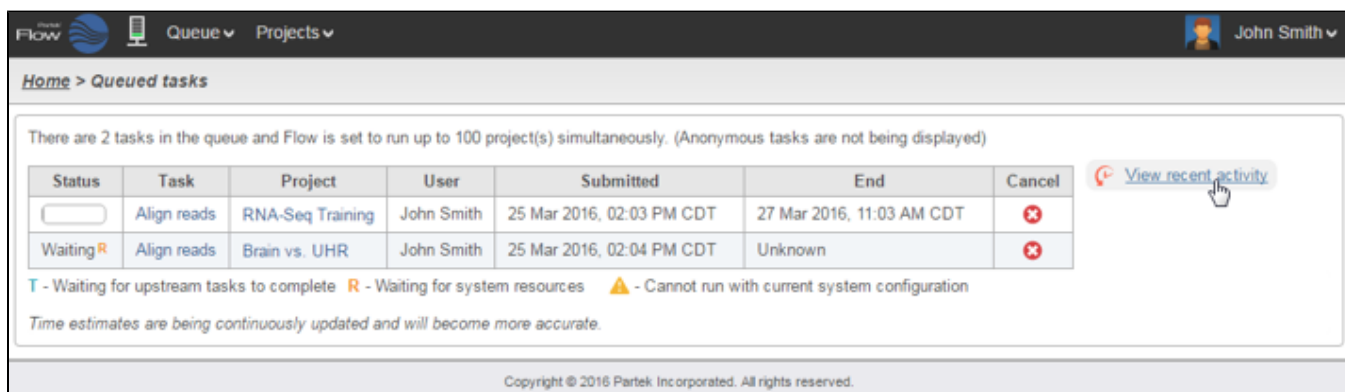 Partek
Flow Queue Projects John Smith
Home > Queued tasks
There are 2 tasks in the queue and Flow is set to run up to 100 project(s) simultaneously. (Anonymous tasks are not being displayed)
Status Task Project User Submitted End Cancel View recent activity
Align reads RNA-Seq Training John Smith 25 Mar 2016, 02:03 PM CDT 27 Mar 2016, 11:03 AM CDT
Waiting R Align reads Brain vs. UHR John Smith 25 Mar 2016, 02:04 PM CDT Unknown
T - Waiting for upstream tasks to complete R - Waiting for system resources - Cannot run with current system configuration
Time estimates are being continuously updated and will become more accurate.
Copyright © 2016 Partek Incorporated. All rights reserved.